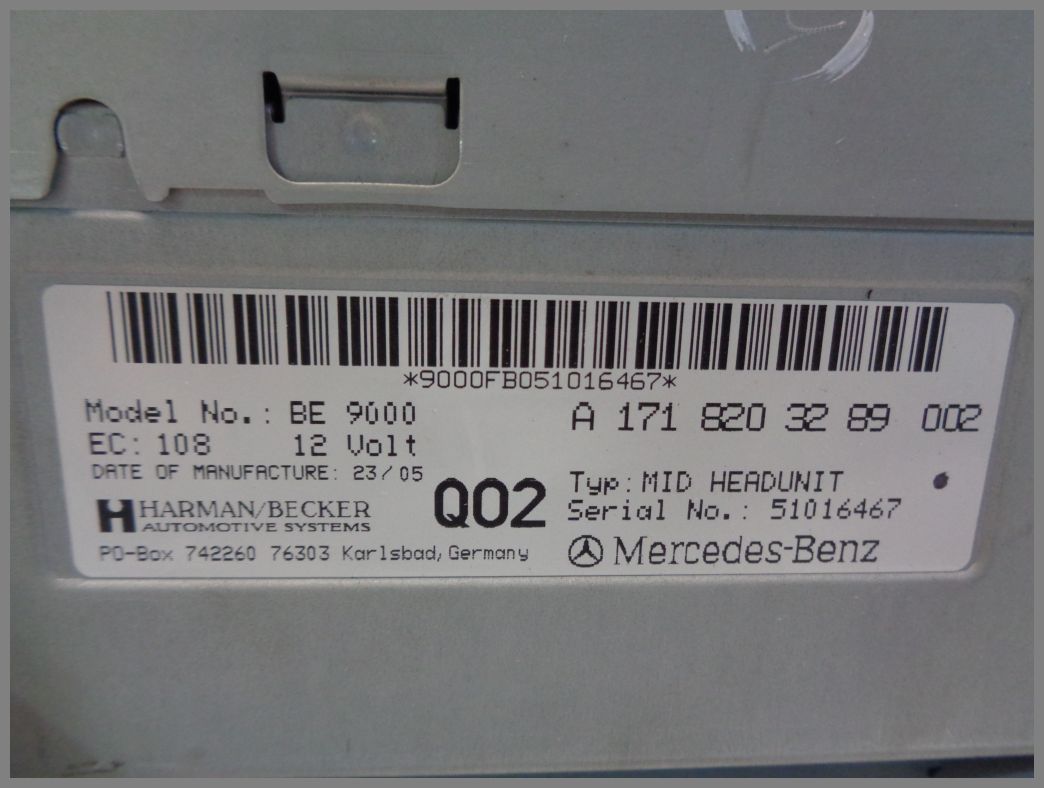 *9000FB051016467*
Model No.: BE 9000
A 171 820 32 89 002
EC: 108 12 Volt
DATE OF MANUFACTURE: 23/05
Q02
Typ: MID HEADUNIT
HARMAN/BECKER
AUTOMOTIVE SYSTEMS
Serial No.: 51016467
PO-Box 742260 76303 Karlsbad, Germany
Mercedes-Benz